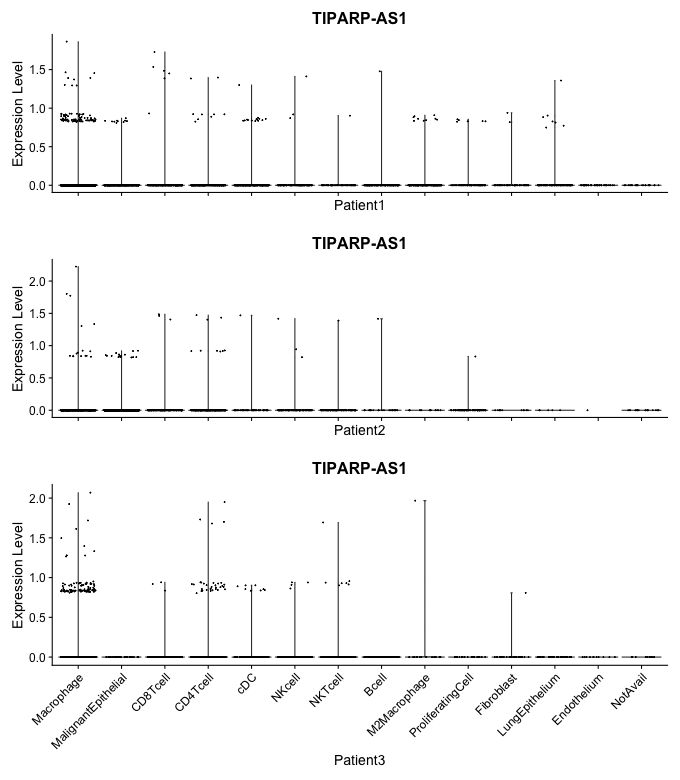 TIPARP-AS1
Expression Level
1.5
1.0
0.5
0.0
Patient1
TIPARP-AS1
Expression Level
2.0
1.5
1.0
0.5
0.0
Patient2
TIPARP-AS1
Expression Level
2.0
1.5
1.0
0.5
0.0
Macrophage
MalignantEpithelial
CD8Tcell
CD4Tcell
cDC
NKcell
NKTcell
Bcell
M2Macrophage
ProliferatingCell
Fibroblast
LungEpithelium
Endothelium
NotAvail
Patient3